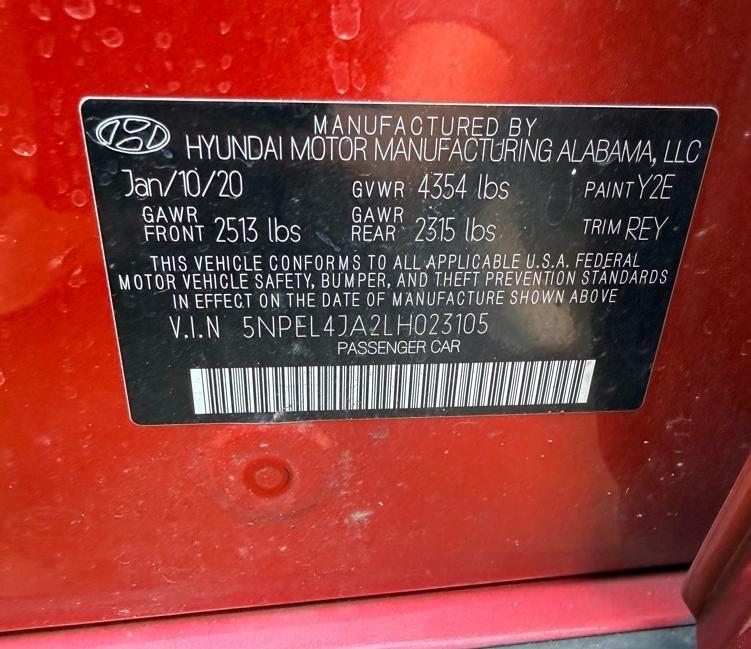 MANUFACTURED BY
HYUNDAI MOTOR MANUFACTURING ALABAMA, LLC
Jan/10/20 GVWR 4354 lbs PAINT Y2E
GAWR FRONT 2513 lbs GAWR REAR 2315 lbs TRIM REY
THIS VEHICLE CONFORMS TO ALL APPLICABLE U.S.A. FEDERAL
MOTOR VEHICLE SAFETY, BUMPER, AND THEFT PREVENTION STANDARDS
IN EFFECT ON THE DATE OF MANUFACTURE SHOWN ABOVE
V.I.N 5NPEL4JA2LH023105
PASSENGER CAR